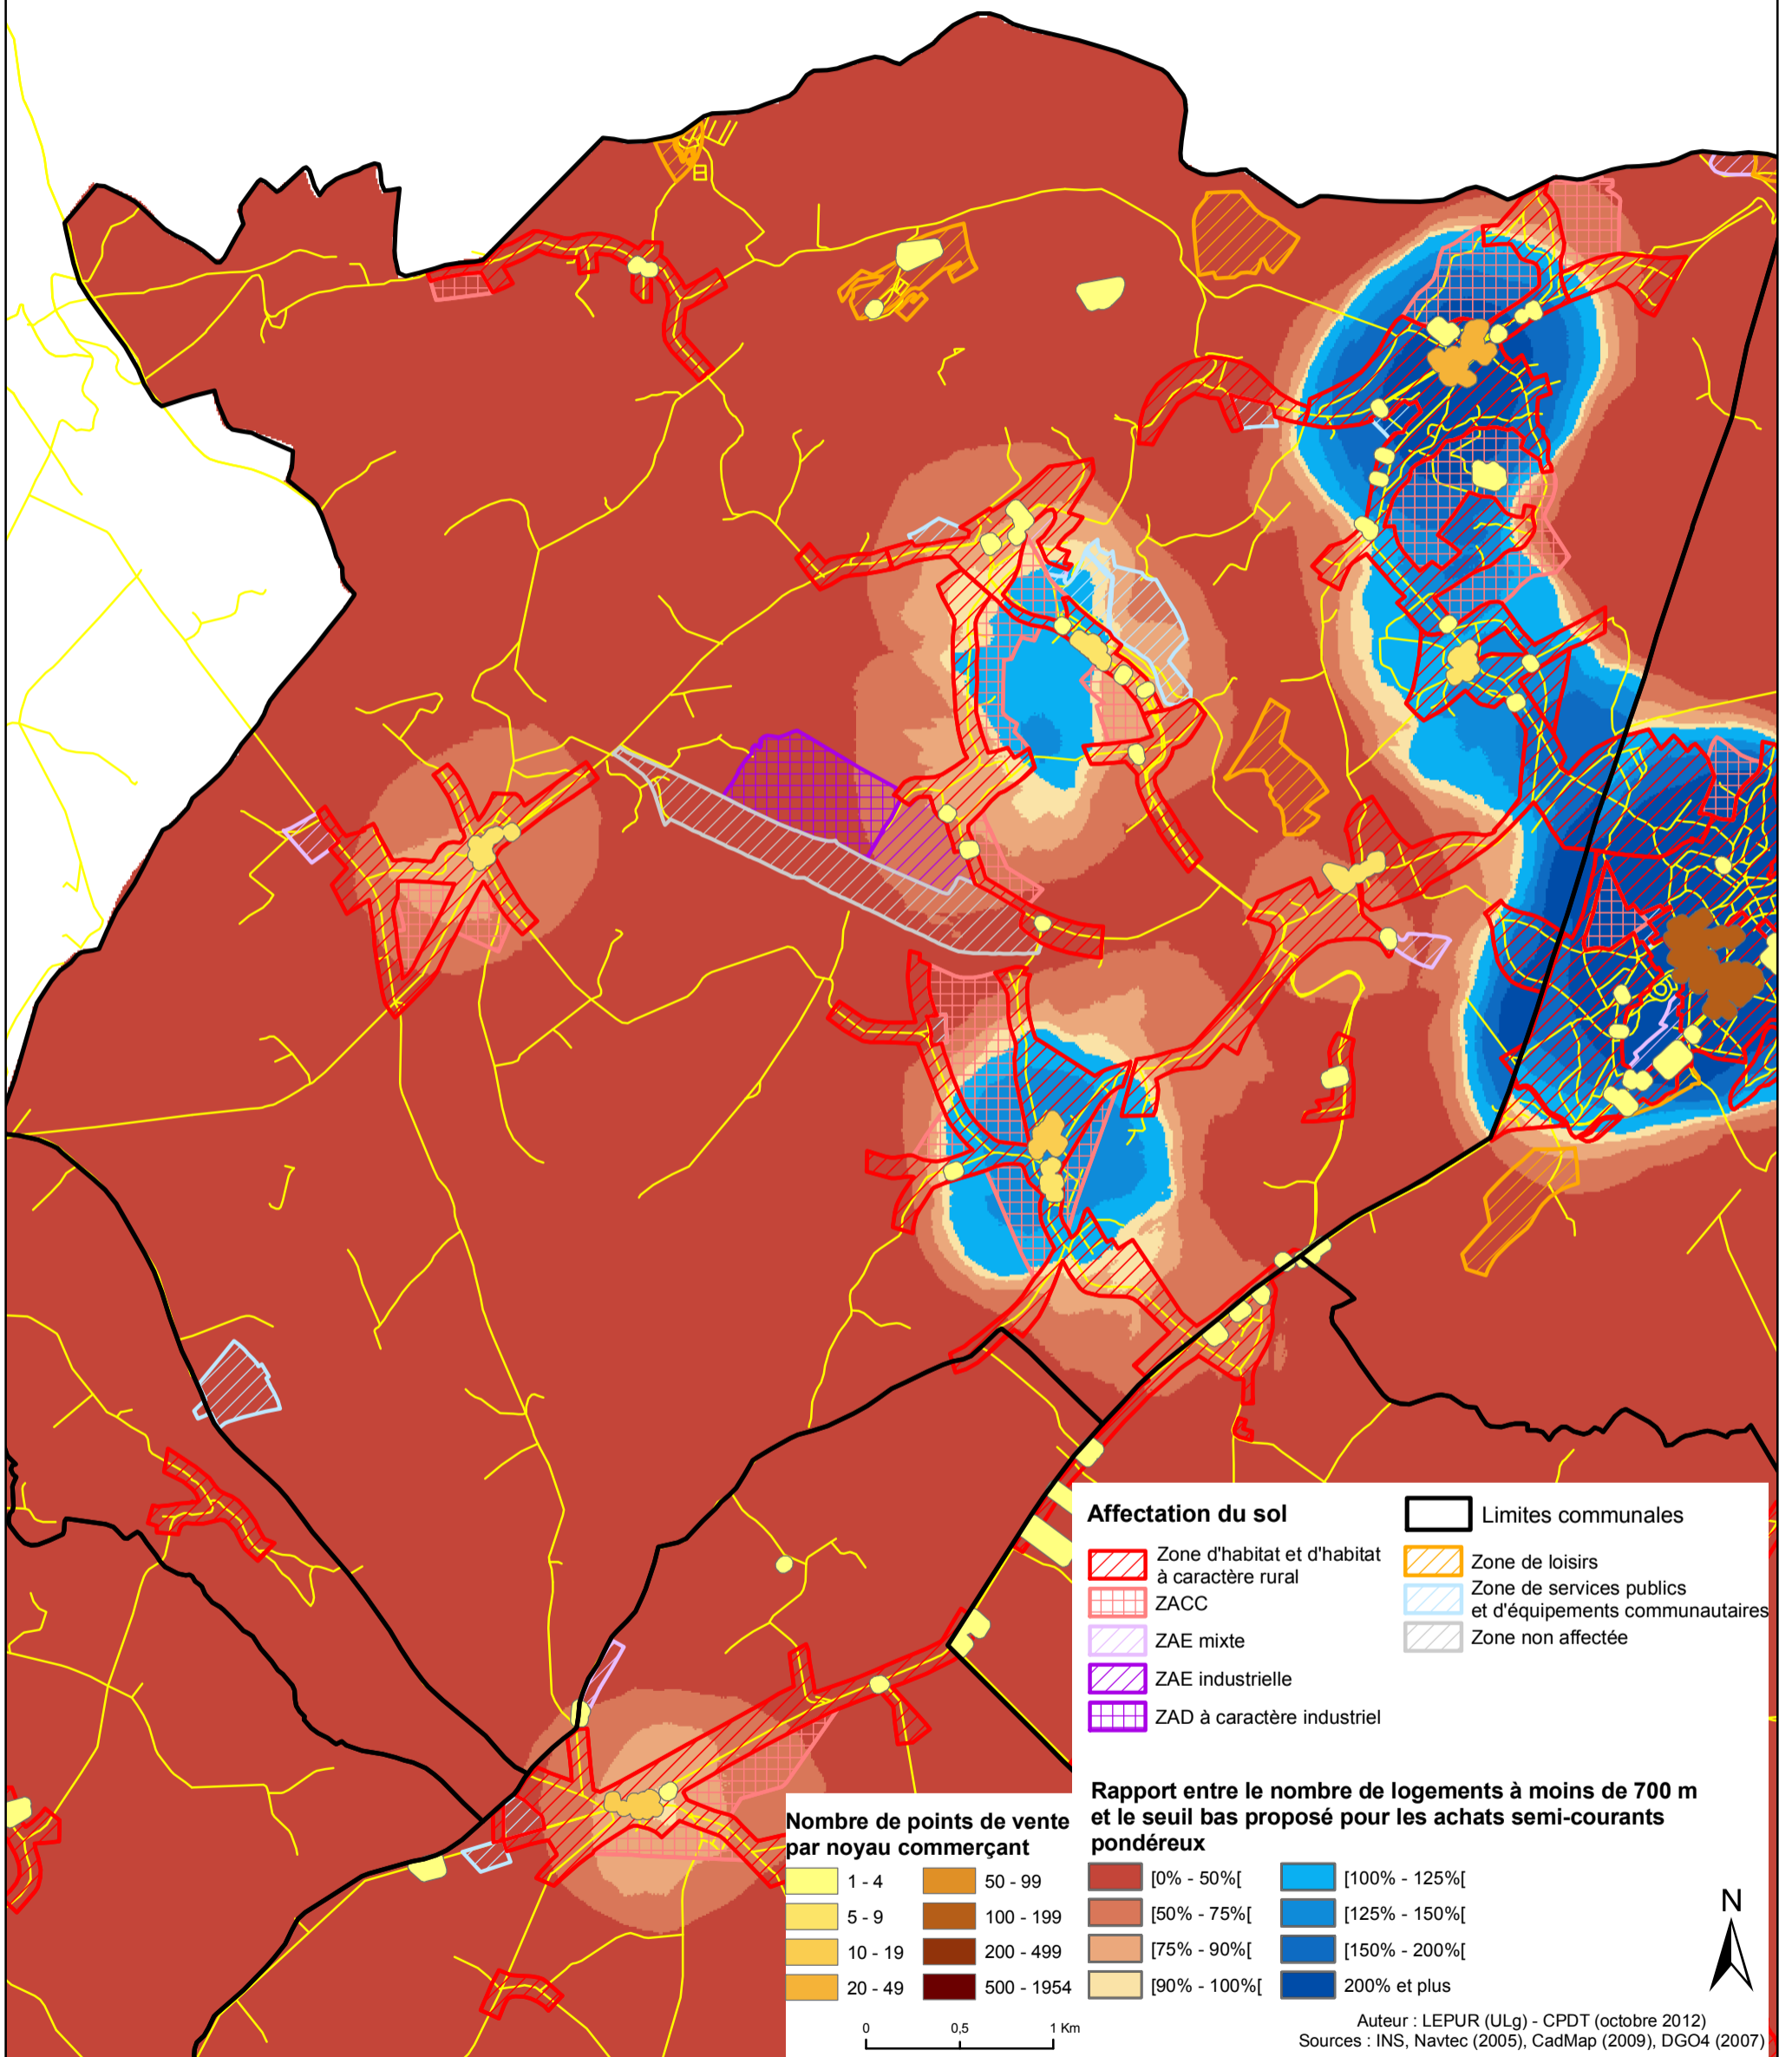 Affectation du sol
Zone d'habitat et d'habitat
à caractère rural
ZACC
ZAE mixte
ZAE industrielle
ZAD à caractère industriel
Limites communales
Zone de loisirs
Zone de services publics
et d'équipements communautaires
Zone non affectée
Nombre de points de vente
par noyau commerçant
1 - 4
5 - 9
10 - 19
20 - 49
50 - 99
100 - 199
200 - 499
500 - 1954
Rapport entre le nombre de logements à moins de 700 m
et le seuil bas proposé pour les achats semi-courants
pondéreux
[0% - 50%[
[50% - 75%[
[75% - 90%[
[90% - 100%[
[100% - 125%[
[125% - 150%[
[150% - 200%[
200% et plus
N
0 0,5 1 Km
Auteur : LEPUR (ULg) - CPDT (octobre 2012)
Sources : INS, Navtec (2005), CadMap (2009), DGO4 (2007)